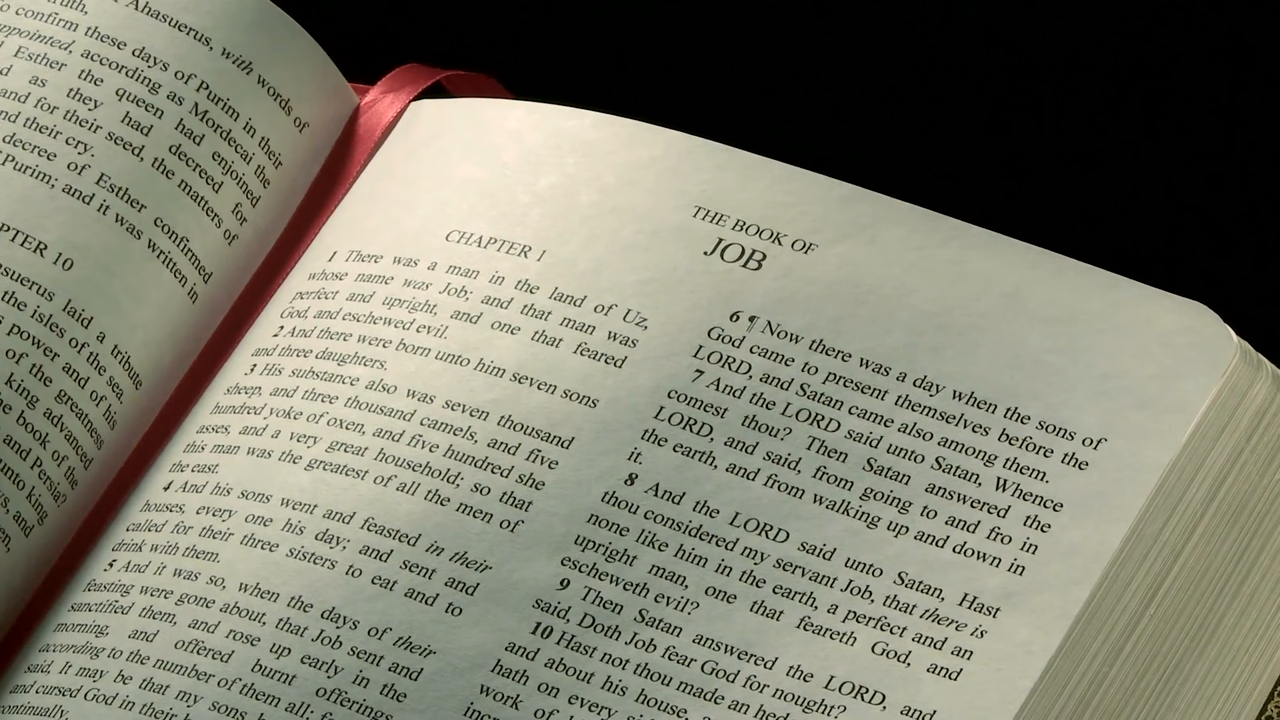 Ahasuerus, with words of
truth,
confirm these days of Purim in their
appointed, according as Mordecai the
Esther the queen had enjoined
as they had decreed for
and for their seed, the matters of
and their cry.
decree of Esther confirmed
Purim; and it was written in
CHAPTER 10
Ahasuerus laid a tribute
the isles of the sea.
power and of his
of the greatness
king advanced
book of the
and Persia?
unto king
and
THE BOOK OF
JOB
CHAPTER 1
1 There was a man in the land of Uz,
whose name was Job; and that man was
perfect and upright, and one that feared
God, and eschewed evil.
2 And there were born unto him seven sons
and three daughters.
3 His substance also was seven thousand
sheep, and three thousand camels, and five
hundred yoke of oxen, and five hundred she
asses, and a very great household; so that
this man was the greatest of all the men of
the east.
4 And his sons went and feasted in their
houses, every one his day; and sent and
called for their three sisters to eat and to
drink with them.
5 And it was so, when the days of their
feasting were gone about, that Job sent and
sanctified them, and rose up early in the
morning, and offered burnt offerings
according to the number of them all; for
said, It may be that my sons
and cursed God in their
continually.
6 ¶ Now there was a day when the sons of
God came to present themselves before the
LORD, and Satan came also among them.
7 And the LORD said unto Satan, Whence
comest thou? Then Satan answered the
LORD, and said, from going to and fro in
the earth, and from walking up and down in
it.
8 And the LORD said unto Satan, Hast
thou considered my servant Job, that there is
none like him in the earth, a perfect and an
upright man, one that feareth God, and
escheweth evil?
9 Then Satan answered the LORD, and
said, Doth Job fear God for nought?
10 Hast not thou made an hed
and about his house,
hath on every
work of